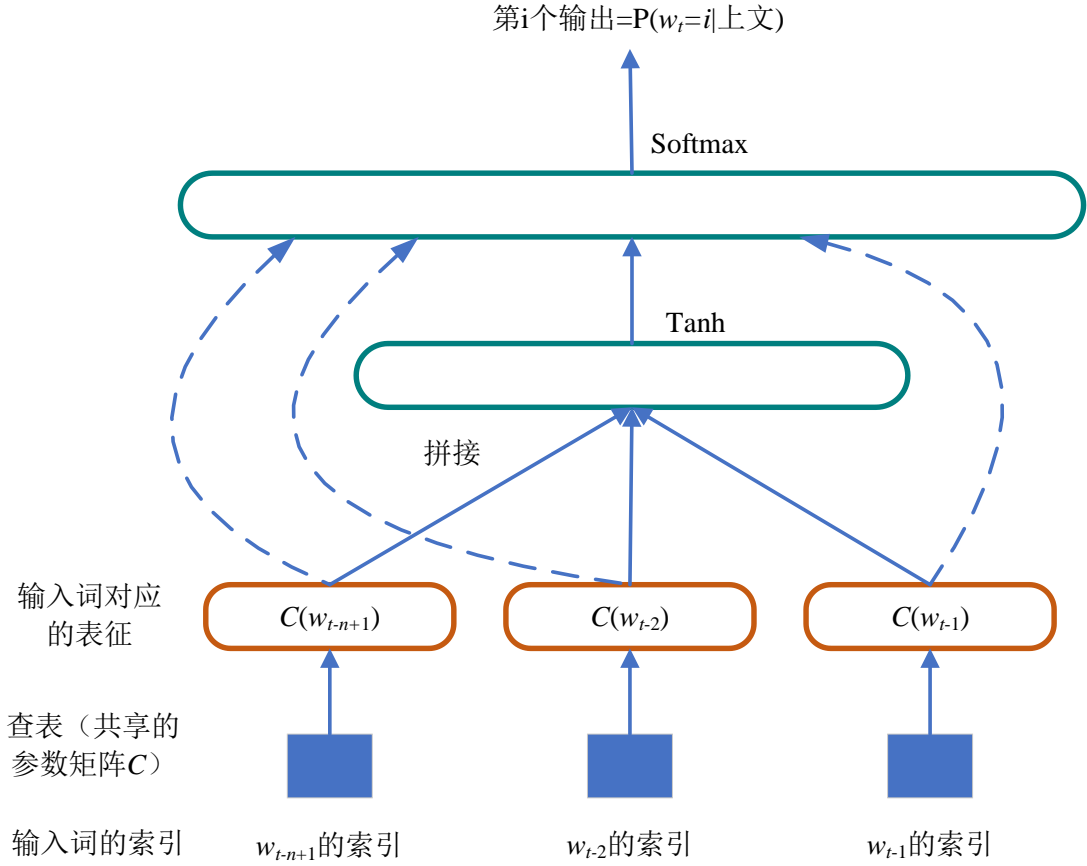 第i个输出=P(wt=i|上文)
Softmax
Tanh
拼接
输入词对应
的表征
C(wt-n+1)
C(wt-2)
C(wt-1)
查表（共享的
参数矩阵C）
输入词的索引
wt-n+1的索引
wt-2的索引
wt-1的索引